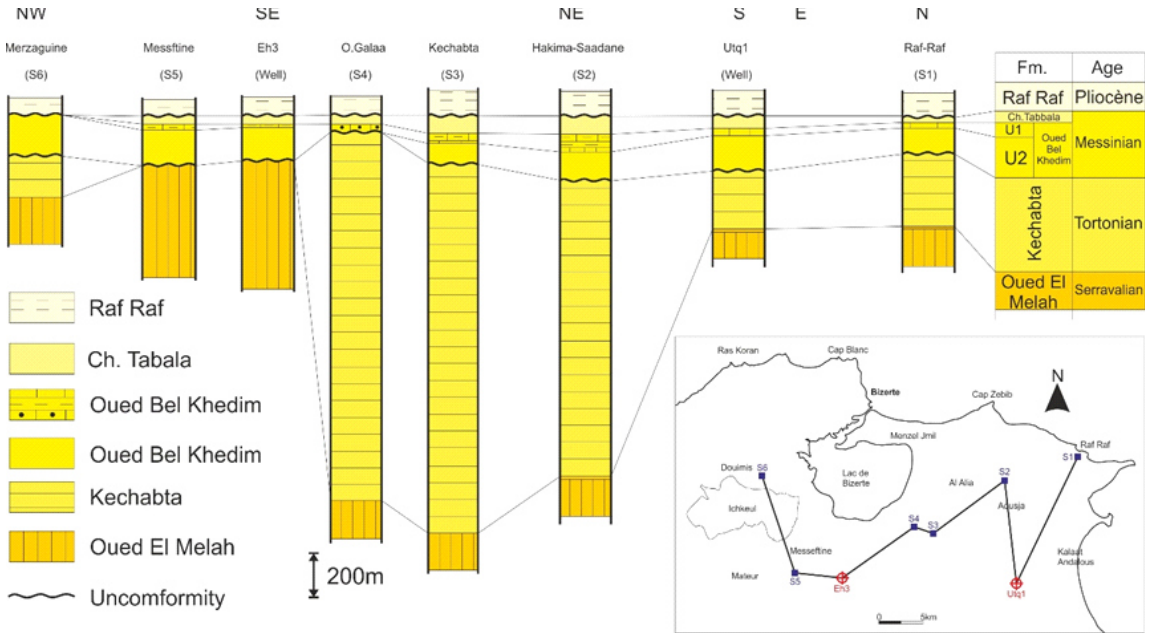 NW SE NE S E N
Merzaguine Messftine Eh3 O.Galaa Kechabta Hakima-Saadane Utq1 Raf-Raf
(S6) (S5) (Well) (S4) (S3) (S2) (Well) (S1)
Fm. Age
Raf Raf Pliocène
Ch.Tabbala
U1
U2
Oued
Bel
Khedim
Messinian
Kechabta
Tortonian
Oued El
Melah
Serravalian
Raf Raf
Ch. Tabala
Oued Bel Khedim
Oued Bel Khedim
Kechabta
Oued El Melah
Uncomformity
200m
Ras Koran
Cap Blanc
N
Bizerte
Cap Zebib
Monzol Jmil
Raf Raf
S1
Douimis
S6
Lac de
Bizerte
Al Alia
S2
Ichkeul
Aousja
S4
S3
Messeftine
Kalaat
Andalous
Mateur
S5
Eh3
Utq1
0 5km